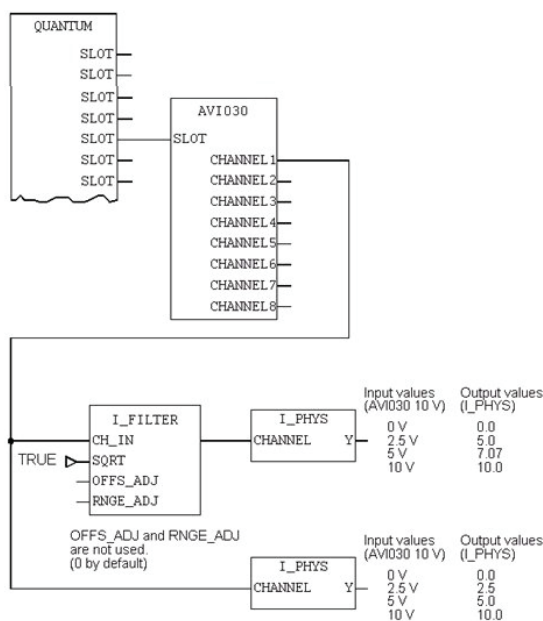 QUANTUM
SLOT
SLOT
SLOT
SLOT
SLOT
SLOT
SLOT
AVI030
SLOT
CHANNEL1
CHANNEL2
CHANNEL3
CHANNEL4
CHANNEL5
CHANNEL6
CHANNEL7
CHANNEL8
I_FILTER
CH_IN
TRUE SQRT
OFFS_ADJ
RNGE_ADJ
OFFS_ADJ and RNGE_ADJ
are not used.
(0 by default)
I_PHYS
CHANNEL Y
Input values Output values
(AVI030 10 V) (I_PHYS)
0 V 0.0
2.5 V 5.0
5 V 7.07
10 V 10.0
I_PHYS
CHANNEL Y
Input values Output values
(AVI030 10 V) (I_PHYS)
0 V 0.0
2.5 V 2.5
5 V 5.0
10 V 10.0